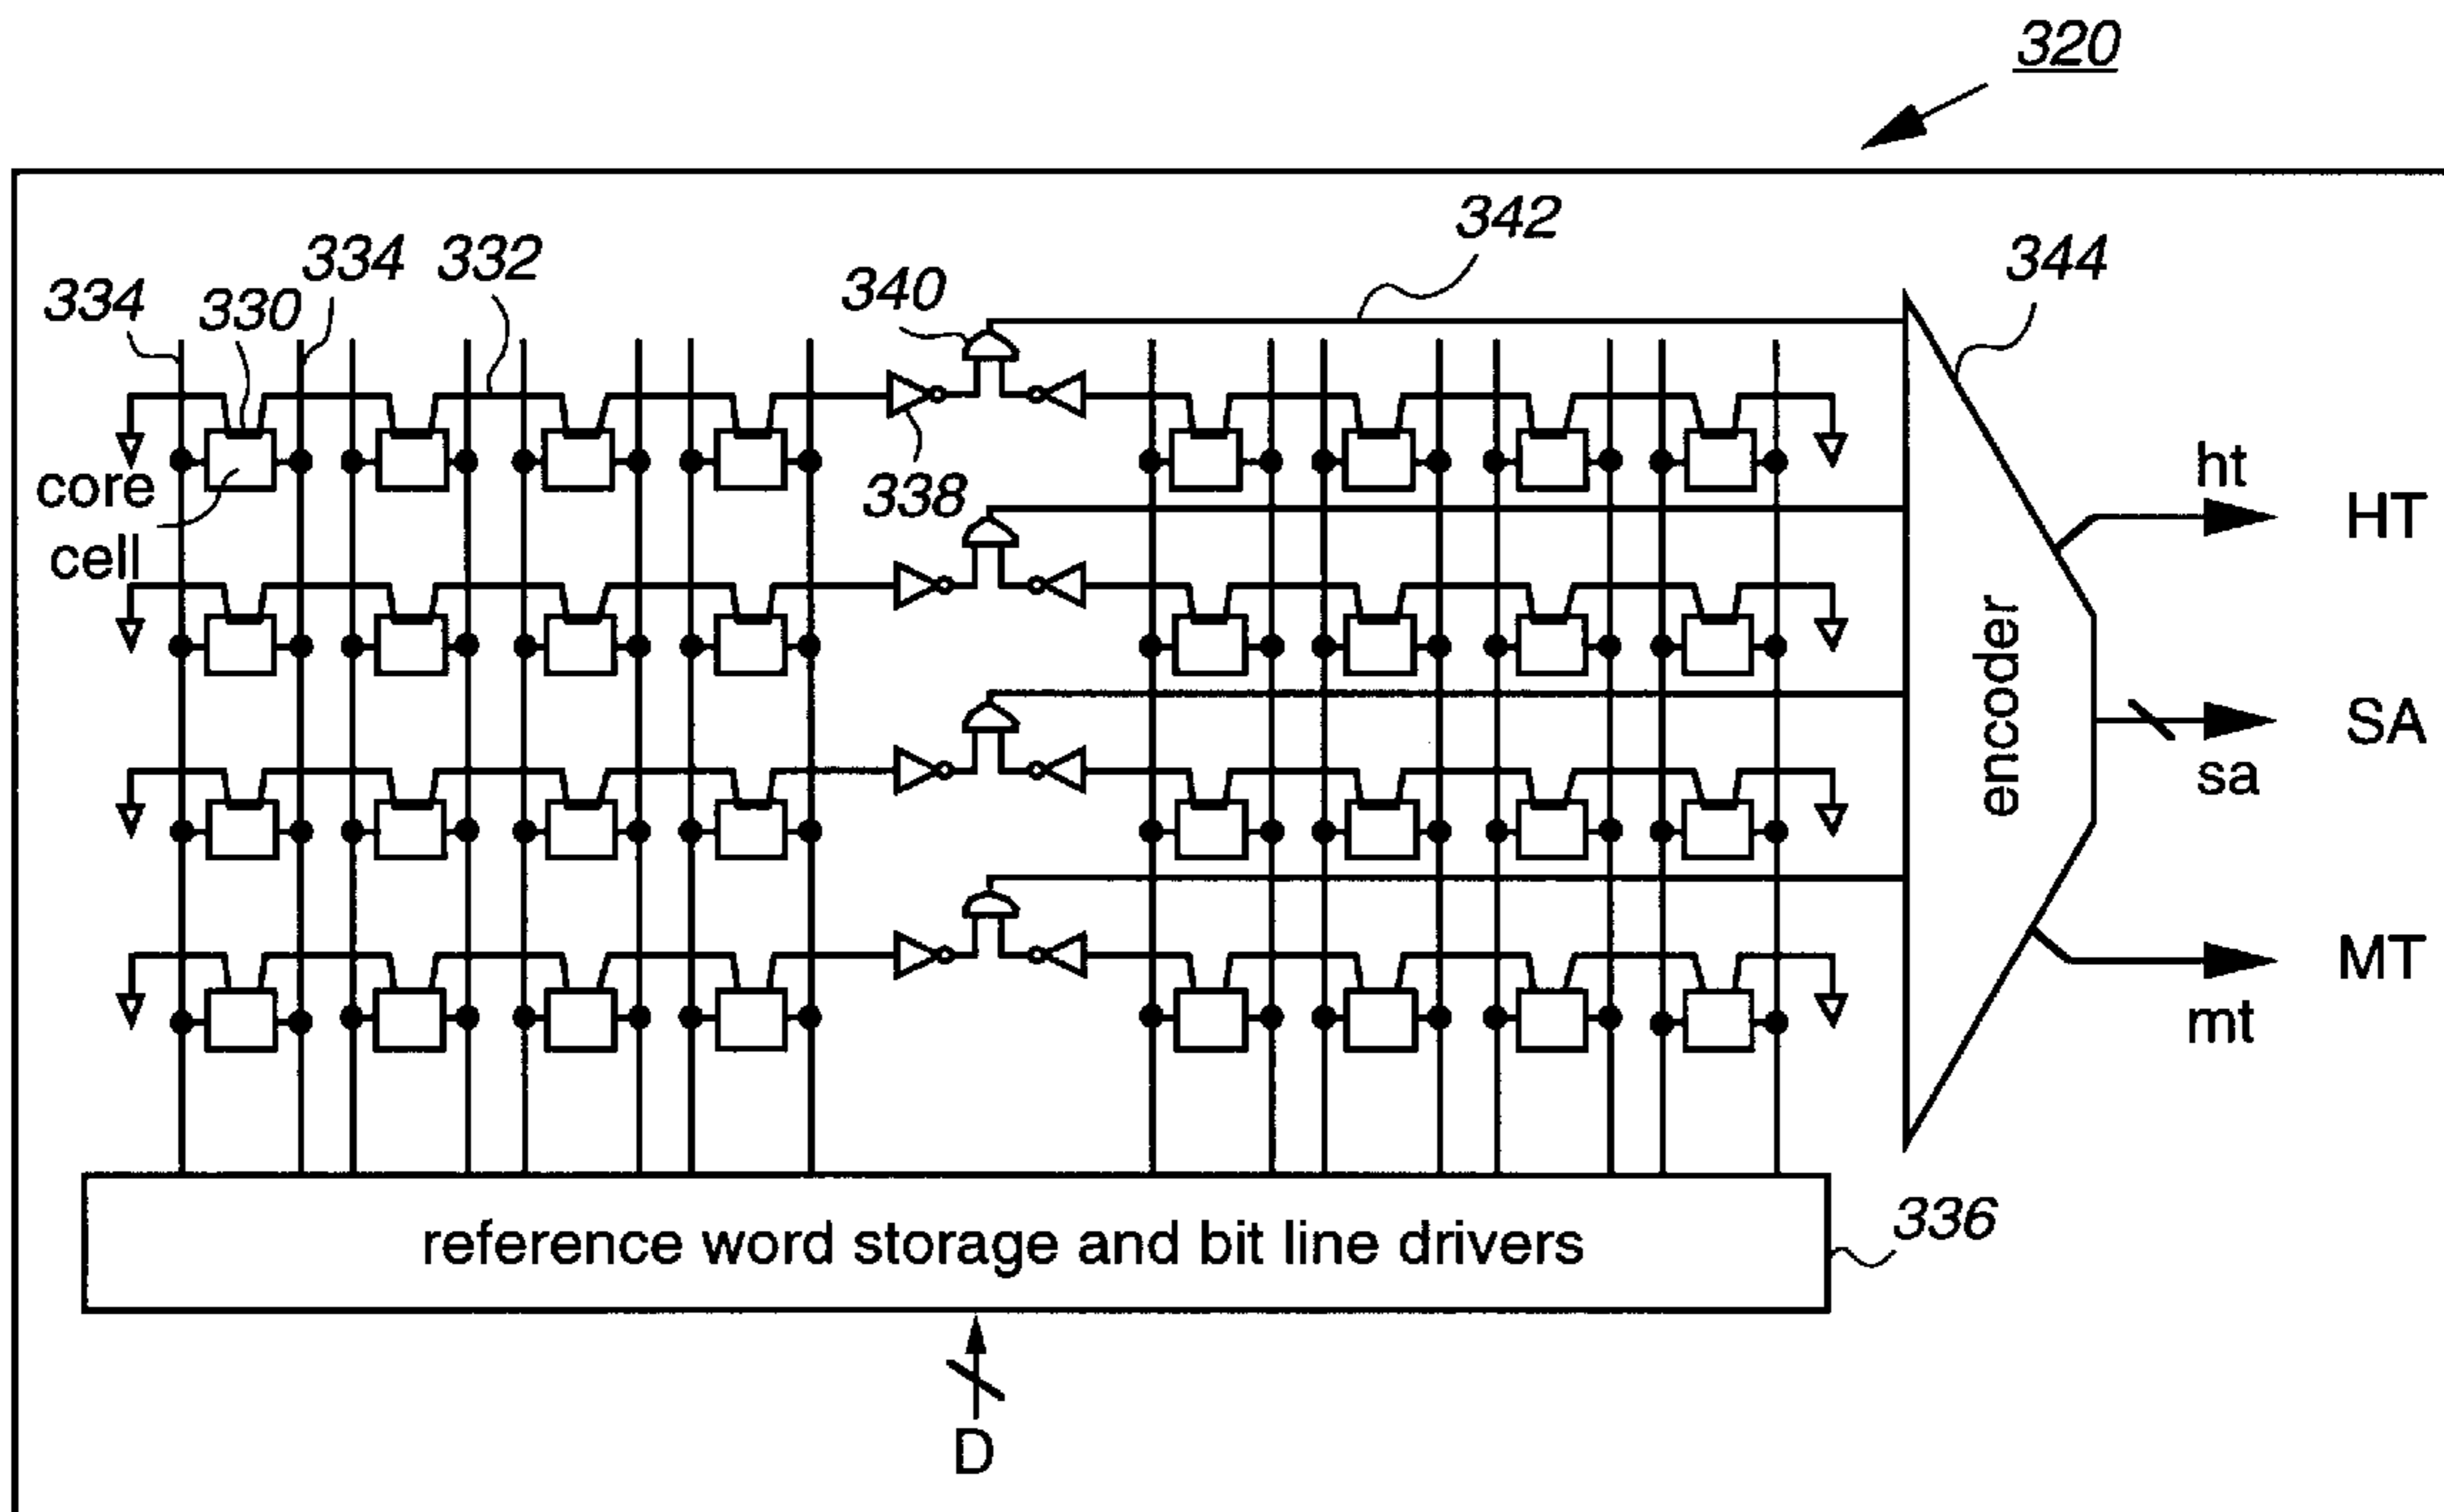 320
342
334
332
344
340
334
330
ht
HT
core
cell
338
encoder
SA
sa
MT
mt
reference word storage and bit line drivers
336
D